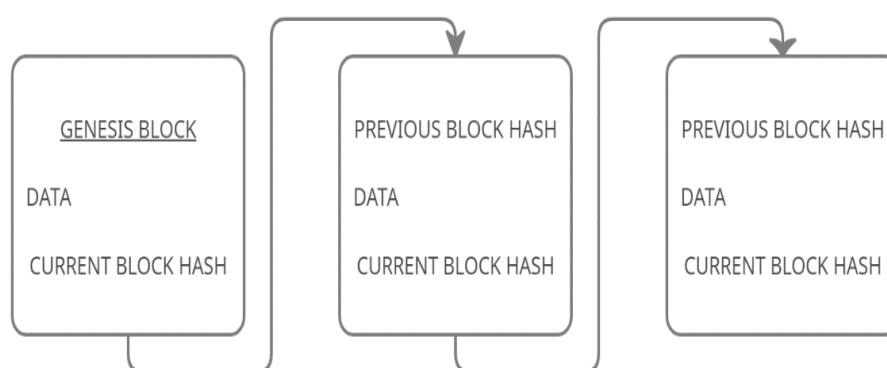 GENESIS BLOCK
DATA
CURRENT BLOCK HASH
PREVIOUS BLOCK HASH
DATA
CURRENT BLOCK HASH
PREVIOUS BLOCK HASH
DATA
CURRENT BLOCK HASH